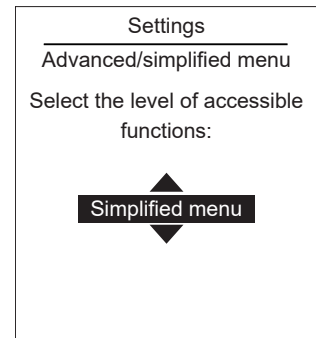 Settings
Advanced/simplified menu
Select the level of accessible
functions:
Simplified menu